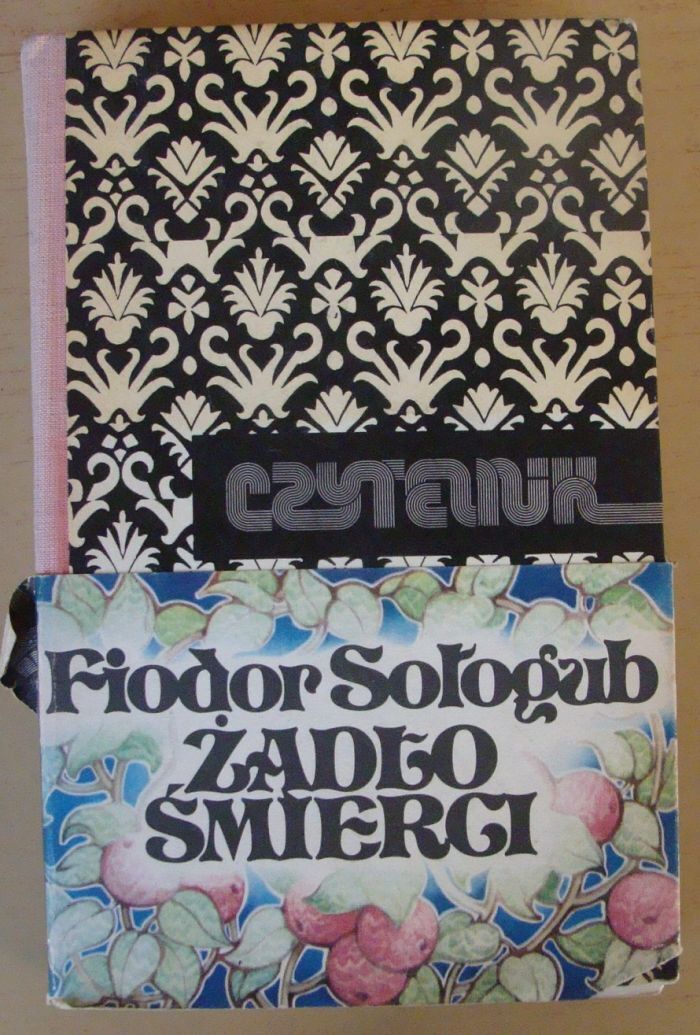 CZYTELNIK
Fiodor Sołogub
ŻĄDŁO
ŚMIERCI